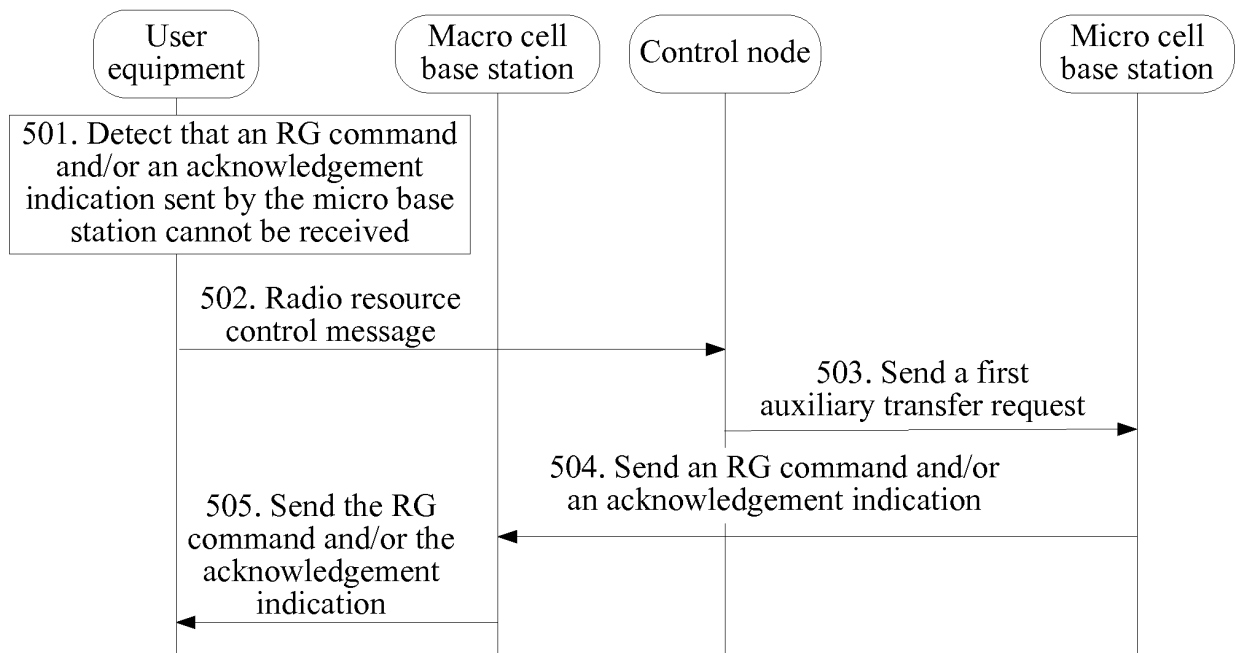 User
equipment
Macro cell
base station
Control node
Micro cell
base station
501. Detect that an RG command
and/or an acknowledgement
indication sent by the micro base
station cannot be received
502. Radio resource
control message
503. Send a first
auxiliary transfer request
504. Send an RG command and/or
an acknowledgement indication
505. Send the RG
command and/or the
acknowledgement
indication